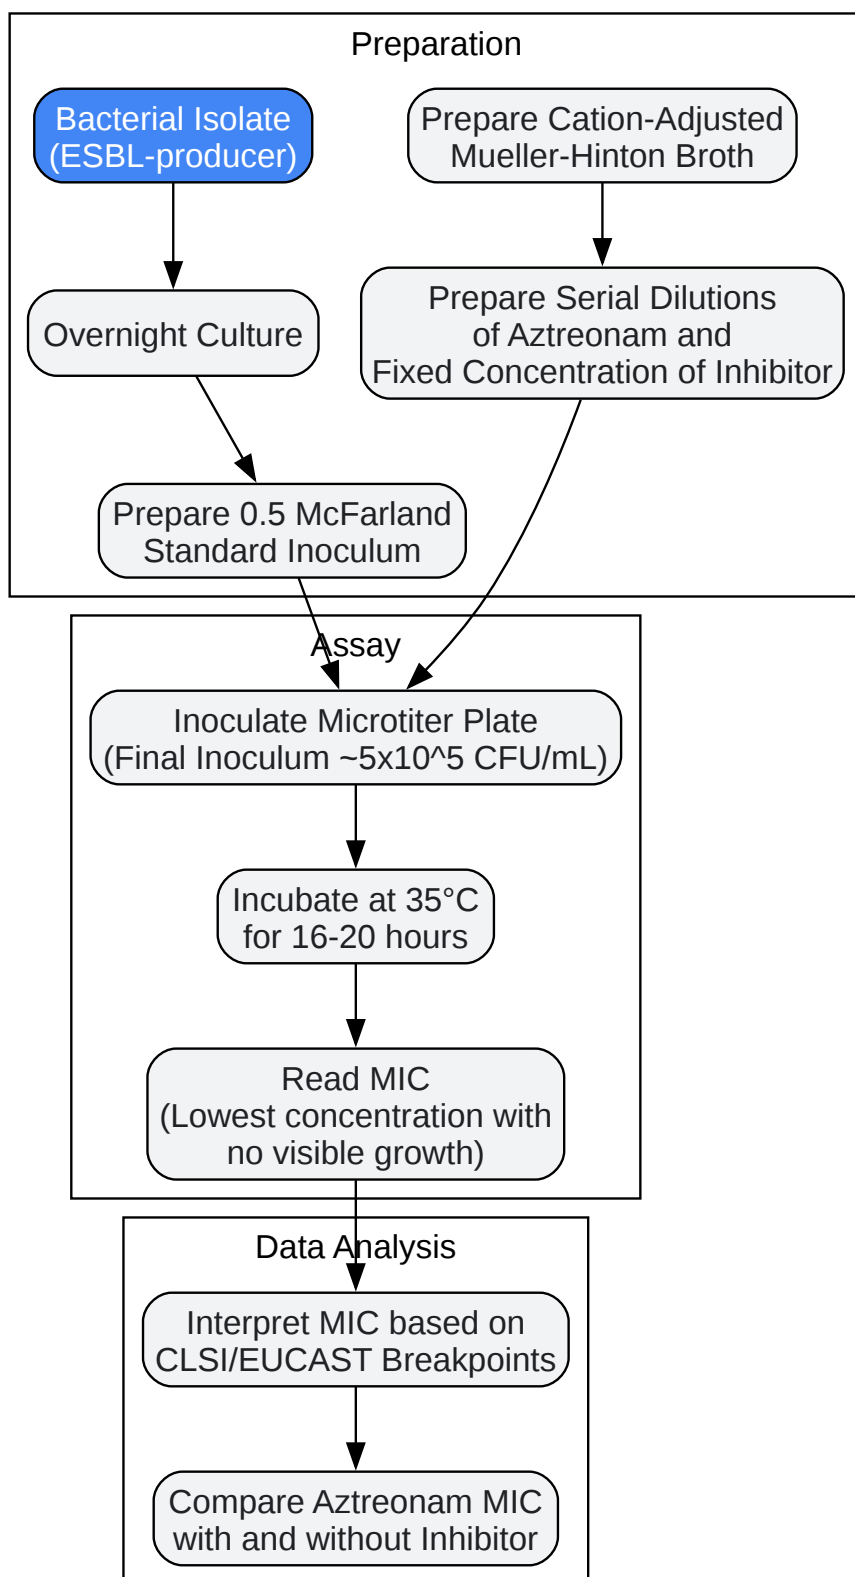 Preparation
Bacterial Isolate
(ESBL-producer)
Prepare Cation-Adjusted
Mueller-Hinton Broth
Overnight Culture
Prepare Serial Dilutions
of Aztreonam and
Fixed Concentration of Inhibitor
Prepare 0.5 McFarland
Standard Inoculum
Assay
Inoculate Microtiter Plate
(Final Inoculum ~5x10^5 CFU/mL)
Incubate at 35°C
for 16-20 hours
Read MIC
(Lowest concentration with
no visible growth)
Data Analysis
Interpret MIC based on
CLSI/EUCAST Breakpoints
Compare Aztreonam MIC
with and without Inhibitor